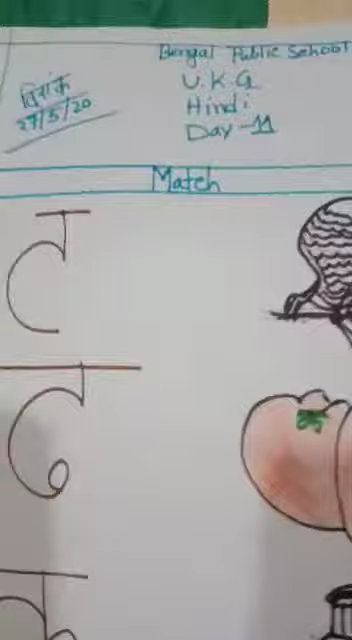 Bengal Public School
U.K.G
Hindi
Day-11
दिनांक
27/5/20
Match
ट
ठ